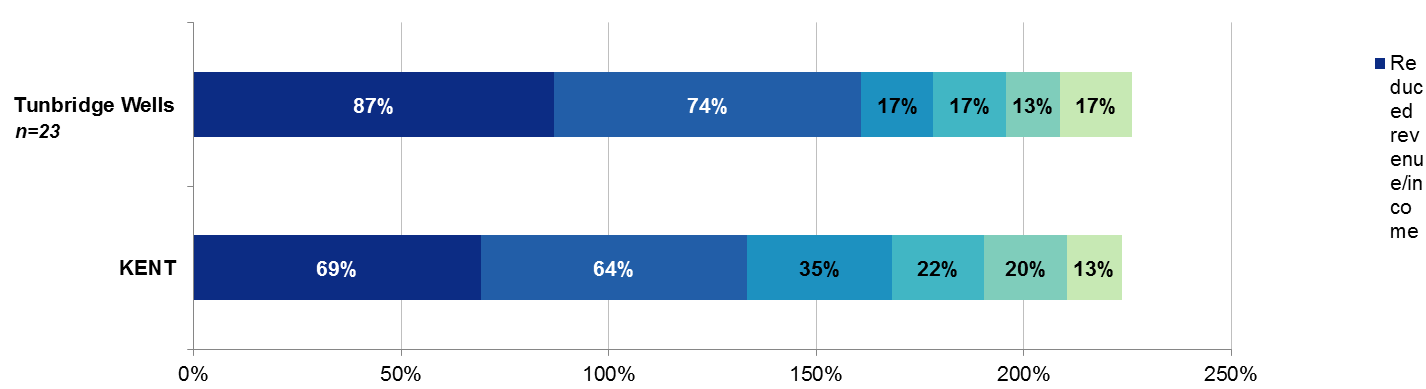 Tunbridge Wells
n=23
87% 74% 17% 17% 13% 17%
KENT
69% 64% 35% 22% 20% 13%
0% 50% 100% 150% 200% 250%
Re
duc
ed
rev
enu
e/in
co
me